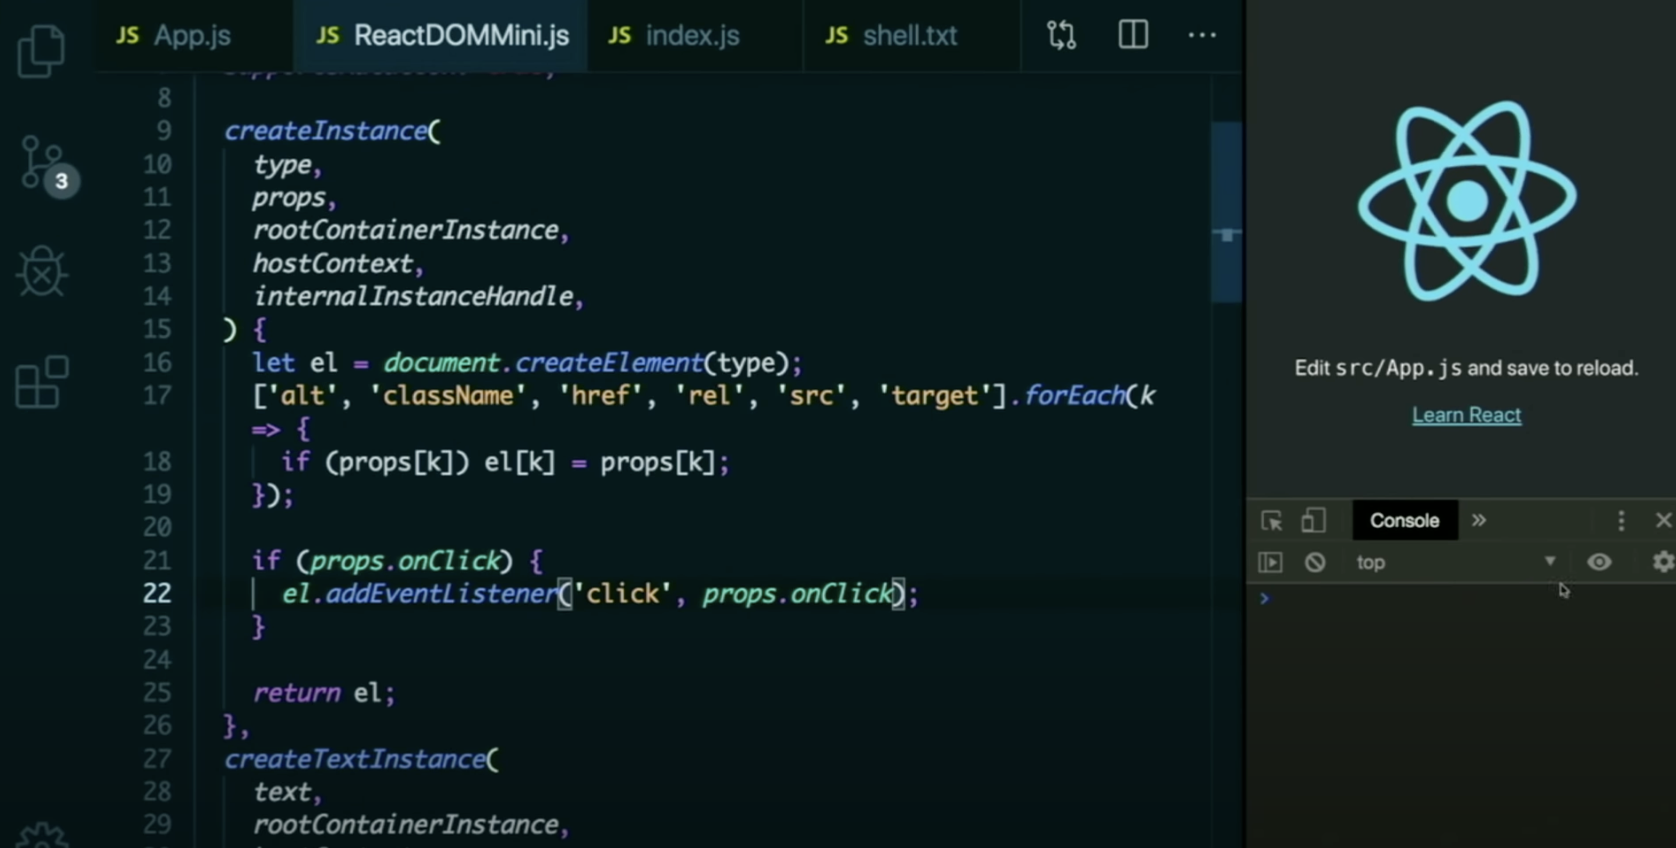 JS App.js
JS ReactDOMMini.js
JS index.js
JS shell.txt
3
8
9 createInstance(
10 type,
11 props,
12 rootContainerInstance,
13 hostContext,
14 internalInstanceHandle,
15 ) {
16 let el = document.createElement(type);
17 ['alt', 'className', 'href', 'rel', 'src', 'target'].forEach(k
=> {
18 if (props[k]) el[k] = props[k];
19 });
20
21 if (props.onClick) {
22 el.addEventListener('click', props.onClick);
23 }
24
25 return el;
26 },
27 createTextInstance(
28 text,
29 rootContainerInstance,
Edit src/App.js and save to reload.
Learn React
Console
top
>